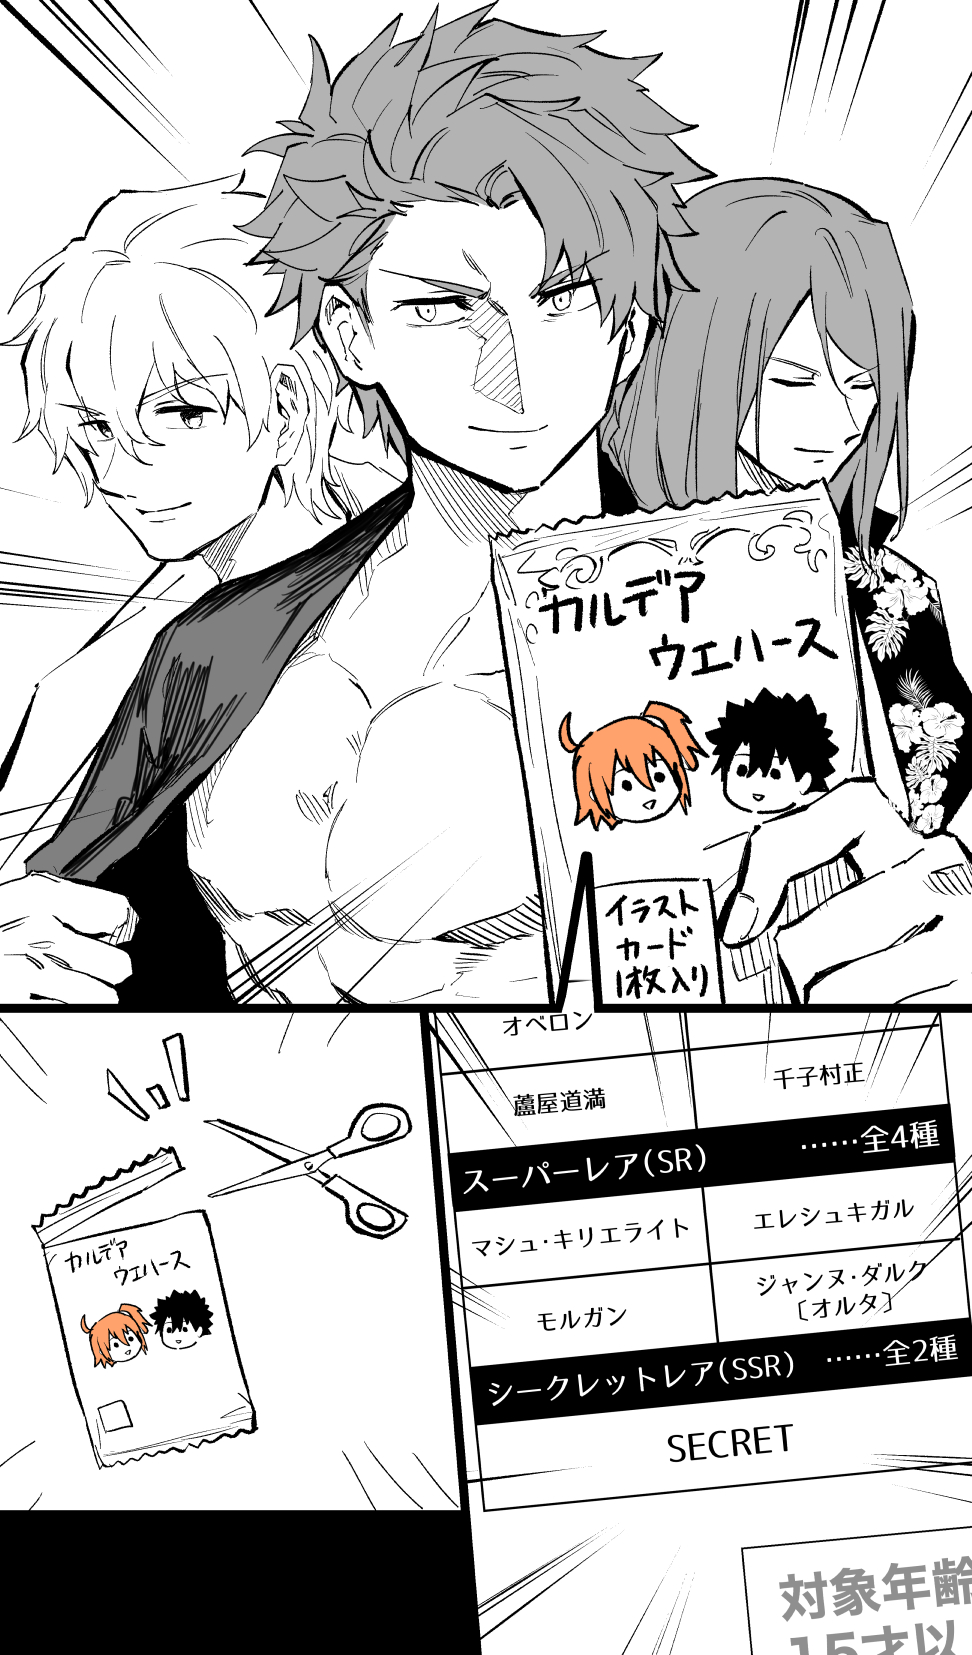 カルデア
ウエハース
イラスト
カード
1枚入り
オベロン
蘆屋道満
千子村正
スーパーレア(SR) ……全4種
マシュ・キリエライト
エレシュキガル
モルガン
ジャンヌ・ダルク
〔オルタ〕
シークレットレア(SSR) ……全2種
SECRET
対象年齢
15才以
カルデア
ウエハース